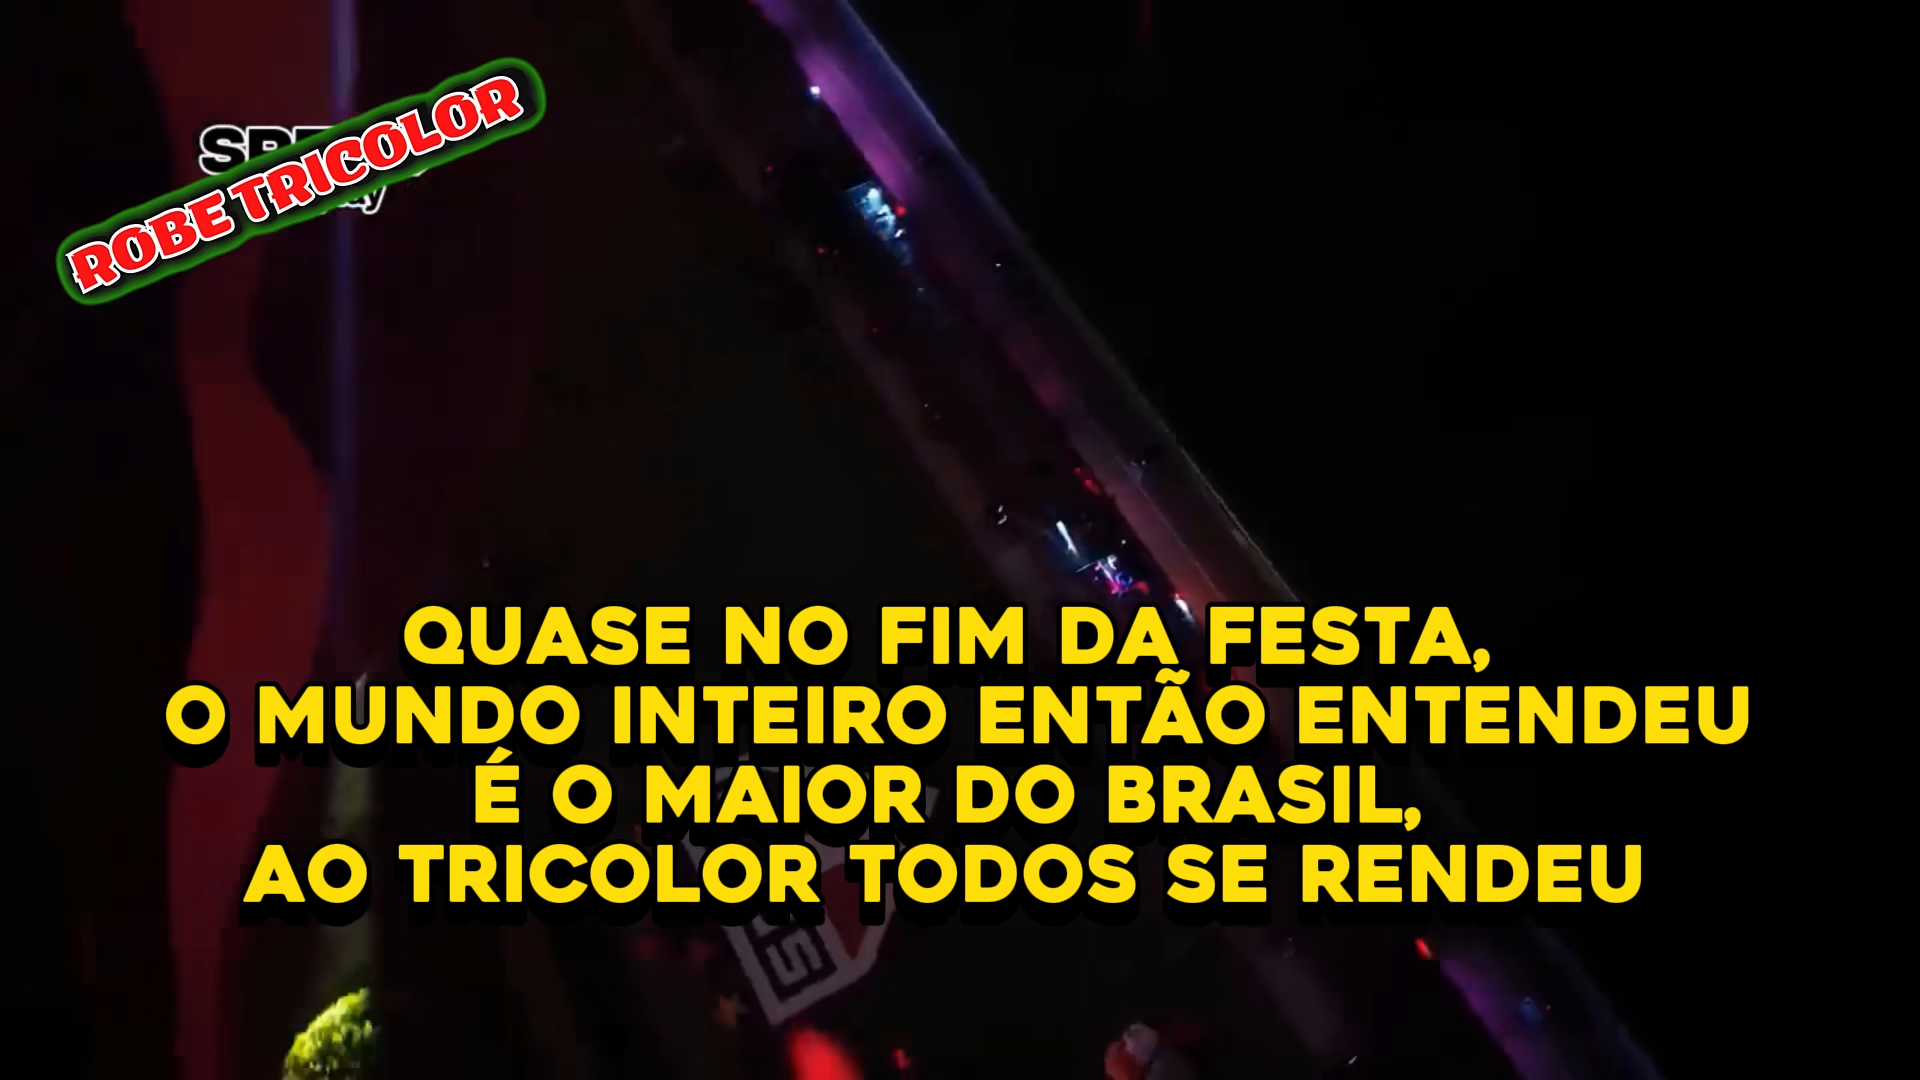 ROBE TRICOLOR
QUASE NO FIM DA FESTA,
O MUNDO INTEIRO ENTÃO ENTENDEU
É O MAIOR DO BRASIL,
AO TRICOLOR TODOS SE RENDEU